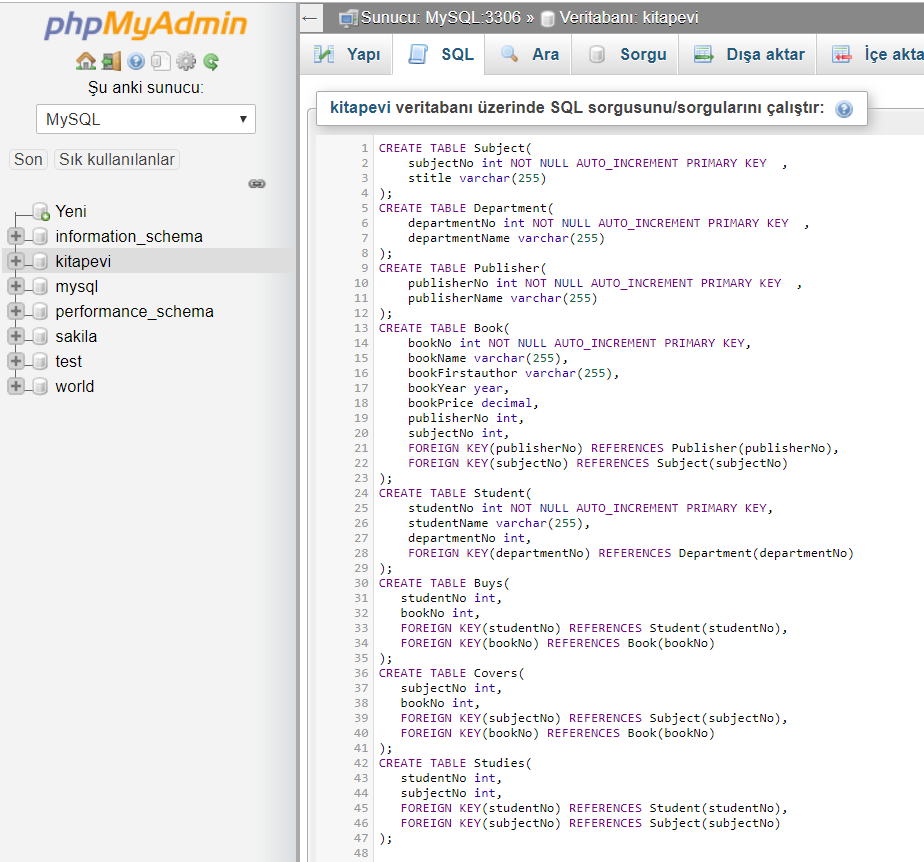 phpMyAdmin
Şu anki sunucu:
MySQL
Son Sık kullanılanlar
Yeni
information_schema
kitapevi
mysql
performance_schema
sakila
test
world
Sunucu: MySQL:3306 » Veritabanı: kitapevi
Yapı SQL Ara Sorgu Dışa aktar İçe akta
kitapevi veritabanı üzerinde SQL sorgusunu/sorgularını çalıştır:
1 CREATE TABLE Subject(
2 subjectNo int NOT NULL AUTO_INCREMENT PRIMARY KEY ,
3 stitle varchar(255)
4 );
5 CREATE TABLE Department(
6 departmentNo int NOT NULL AUTO_INCREMENT PRIMARY KEY ,
7 departmentName varchar(255)
8 );
9 CREATE TABLE Publisher(
10 publisherNo int NOT NULL AUTO_INCREMENT PRIMARY KEY ,
11 publisherName varchar(255)
12 );
13 CREATE TABLE Book(
14 bookNo int NOT NULL AUTO_INCREMENT PRIMARY KEY,
15 bookName varchar(255),
16 bookFirstauthor varchar(255),
17 bookYear year,
18 bookPrice decimal,
19 publisherNo int,
20 subjectNo int,
21 FOREIGN KEY(publisherNo) REFERENCES Publisher(publisherNo),
22 FOREIGN KEY(subjectNo) REFERENCES Subject(subjectNo)
23 );
24 CREATE TABLE Student(
25 studentNo int NOT NULL AUTO_INCREMENT PRIMARY KEY,
26 studentName varchar(255),
27 departmentNo int,
28 FOREIGN KEY(departmentNo) REFERENCES Department(departmentNo)
29 );
30 CREATE TABLE Buys(
31 studentNo int,
32 bookNo int,
33 FOREIGN KEY(studentNo) REFERENCES Student(studentNo),
34 FOREIGN KEY(bookNo) REFERENCES Book(bookNo)
35 );
36 CREATE TABLE Covers(
37 subjectNo int,
38 bookNo int,
39 FOREIGN KEY(subjectNo) REFERENCES Subject(subjectNo),
40 FOREIGN KEY(bookNo) REFERENCES Book(bookNo)
41 );
42 CREATE TABLE Studies(
43 studentNo int,
44 subjectNo int,
45 FOREIGN KEY(studentNo) REFERENCES Student(studentNo),
46 FOREIGN KEY(subjectNo) REFERENCES Subject(subjectNo)
47 );
48